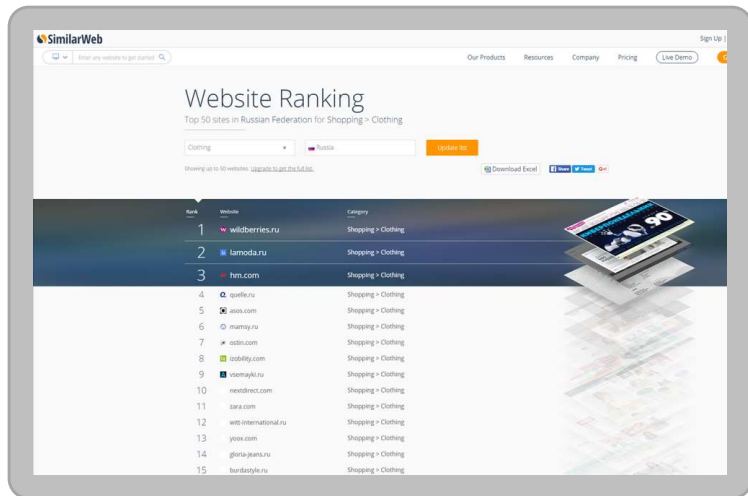 SimilarWeb
Sign Up |
Enter any website to get started
Our Products Resources Company Pricing Live Demo
Website Ranking
Top 50 sites in Russian Federation for Shopping > Clothing
Clothing Russia Update list
Showing up to 50 websites. Upgrade to get the full list.
Download Excel Share Tweet G+
Rank Website Category
1 wildberries.ru Shopping > Clothing
2 lamoda.ru Shopping > Clothing
3 hm.com Shopping > Clothing
4 quelle.ru Shopping > Clothing
5 asos.com Shopping > Clothing
6 mamsy.ru Shopping > Clothing
7 ostin.com Shopping > Clothing
8 izobility.com Shopping > Clothing
9 vsemayki.ru Shopping > Clothing
10 nextdirect.com Shopping > Clothing
11 zara.com Shopping > Clothing
12 witt-international.ru Shopping > Clothing
13 yoox.com Shopping > Clothing
14 gloria-jeans.ru Shopping > Clothing
15 burdastyle.ru Shopping > Clothing
КИБЕРПОНЕДЕЛЬНИК
90